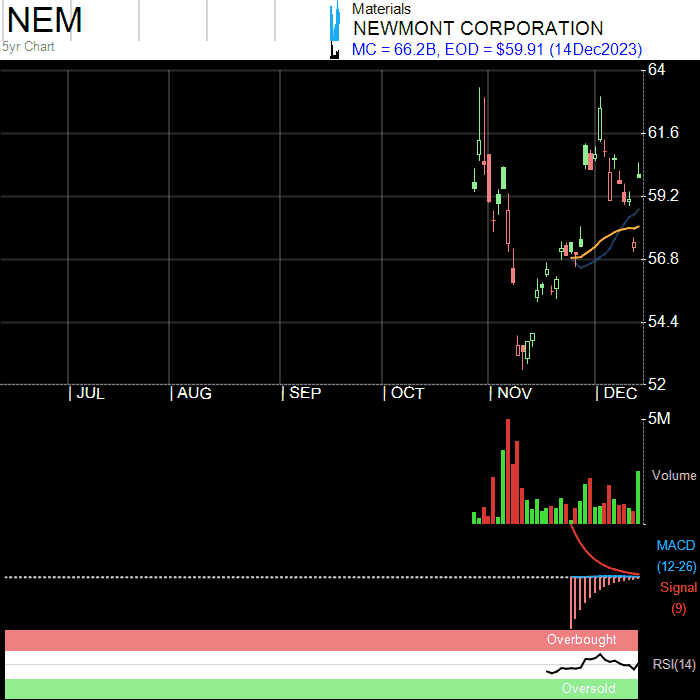 NEM
5yr Chart
Materials
NEWMONT CORPORATION
MC = 66.2B, EOD = $59.91 (14Dec2023)
64
61.6
59.2
56.8
54.4
52
JUL AUG SEP OCT NOV DEC
5M
Volume
MACD
(12-26)
Signal
(9)
Overbought
RSI(14)
Oversold